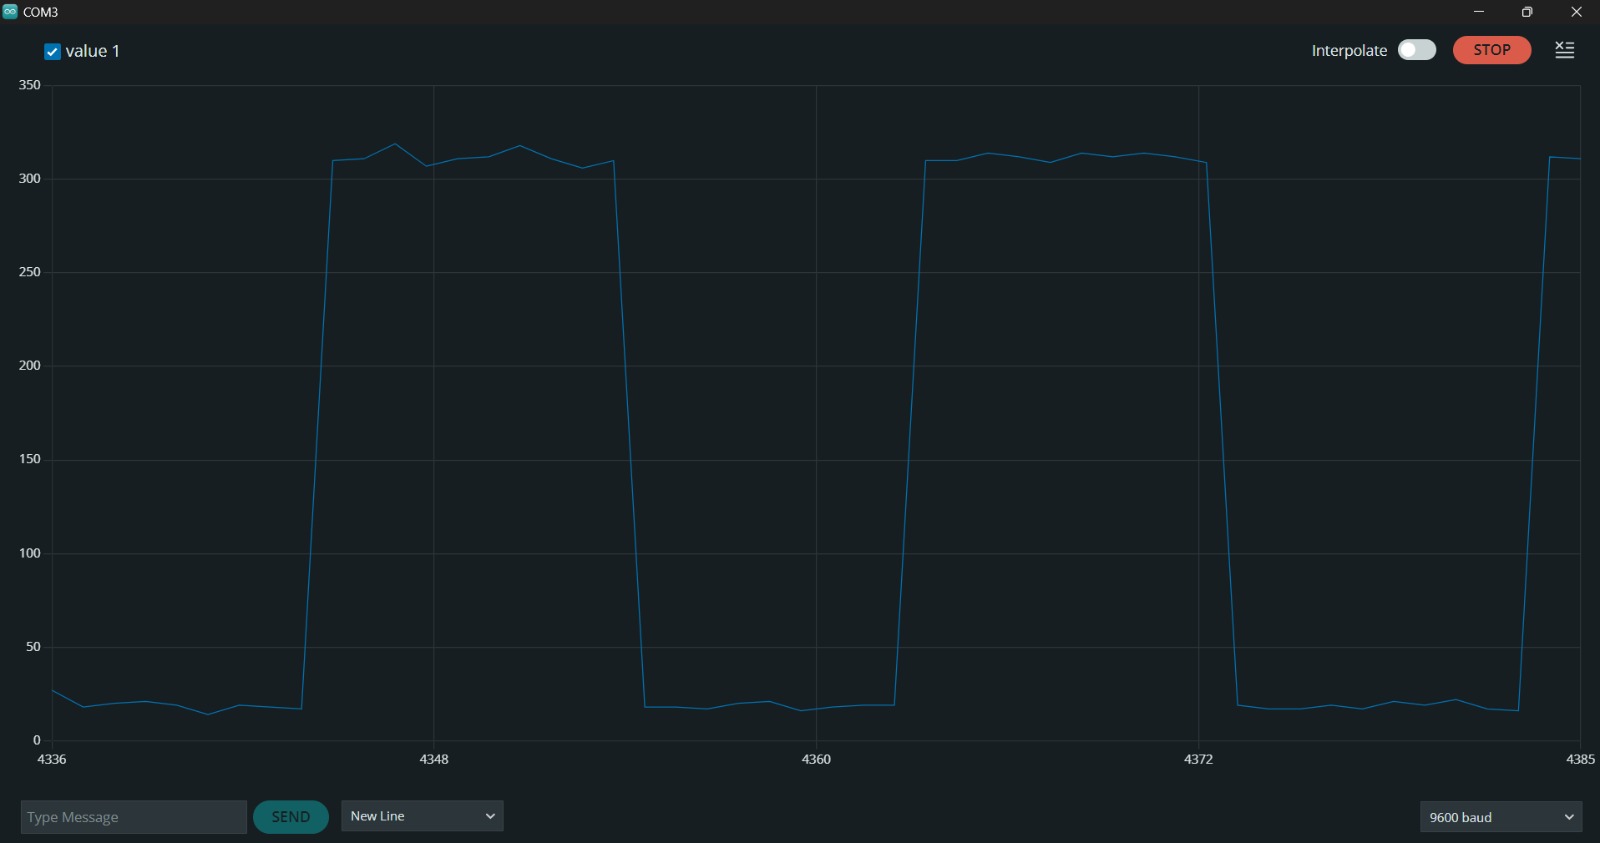 COM3
value 1
Interpolate
STOP
350
300
250
200
150
100
50
0
4336 4348 4360 4372 4385
Type Message
SEND
New Line
9600 baud